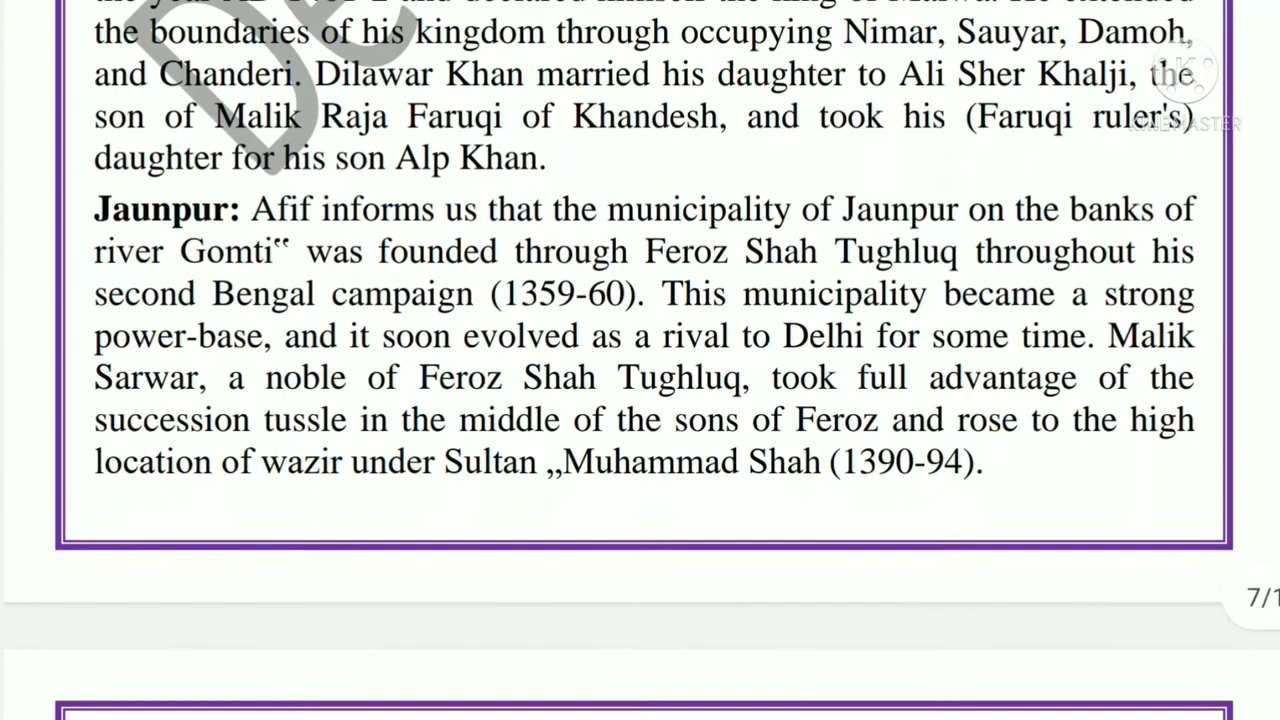 the boundaries of his kingdom through occupying Nimar, Sauyar, Damoh,
and Chanderi. Dilawar Khan married his daughter to Ali Sher Khalji, the
son of Malik Raja Faruqi of Khandesh, and took his (Faruqi ruler's)
daughter for his son Alp Khan.
Jaunpur: Afif informs us that the municipality of Jaunpur on the banks of
river Gomti‟ was founded through Feroz Shah Tughluq throughout his
second Bengal campaign (1359-60). This municipality became a strong
power-base, and it soon evolved as a rival to Delhi for some time. Malik
Sarwar, a noble of Feroz Shah Tughluq, took full advantage of the
succession tussle in the middle of the sons of Feroz and rose to the high
location of wazir under Sultan „Muhammad Shah (1390-94).
KINEMASTER
De
7/1